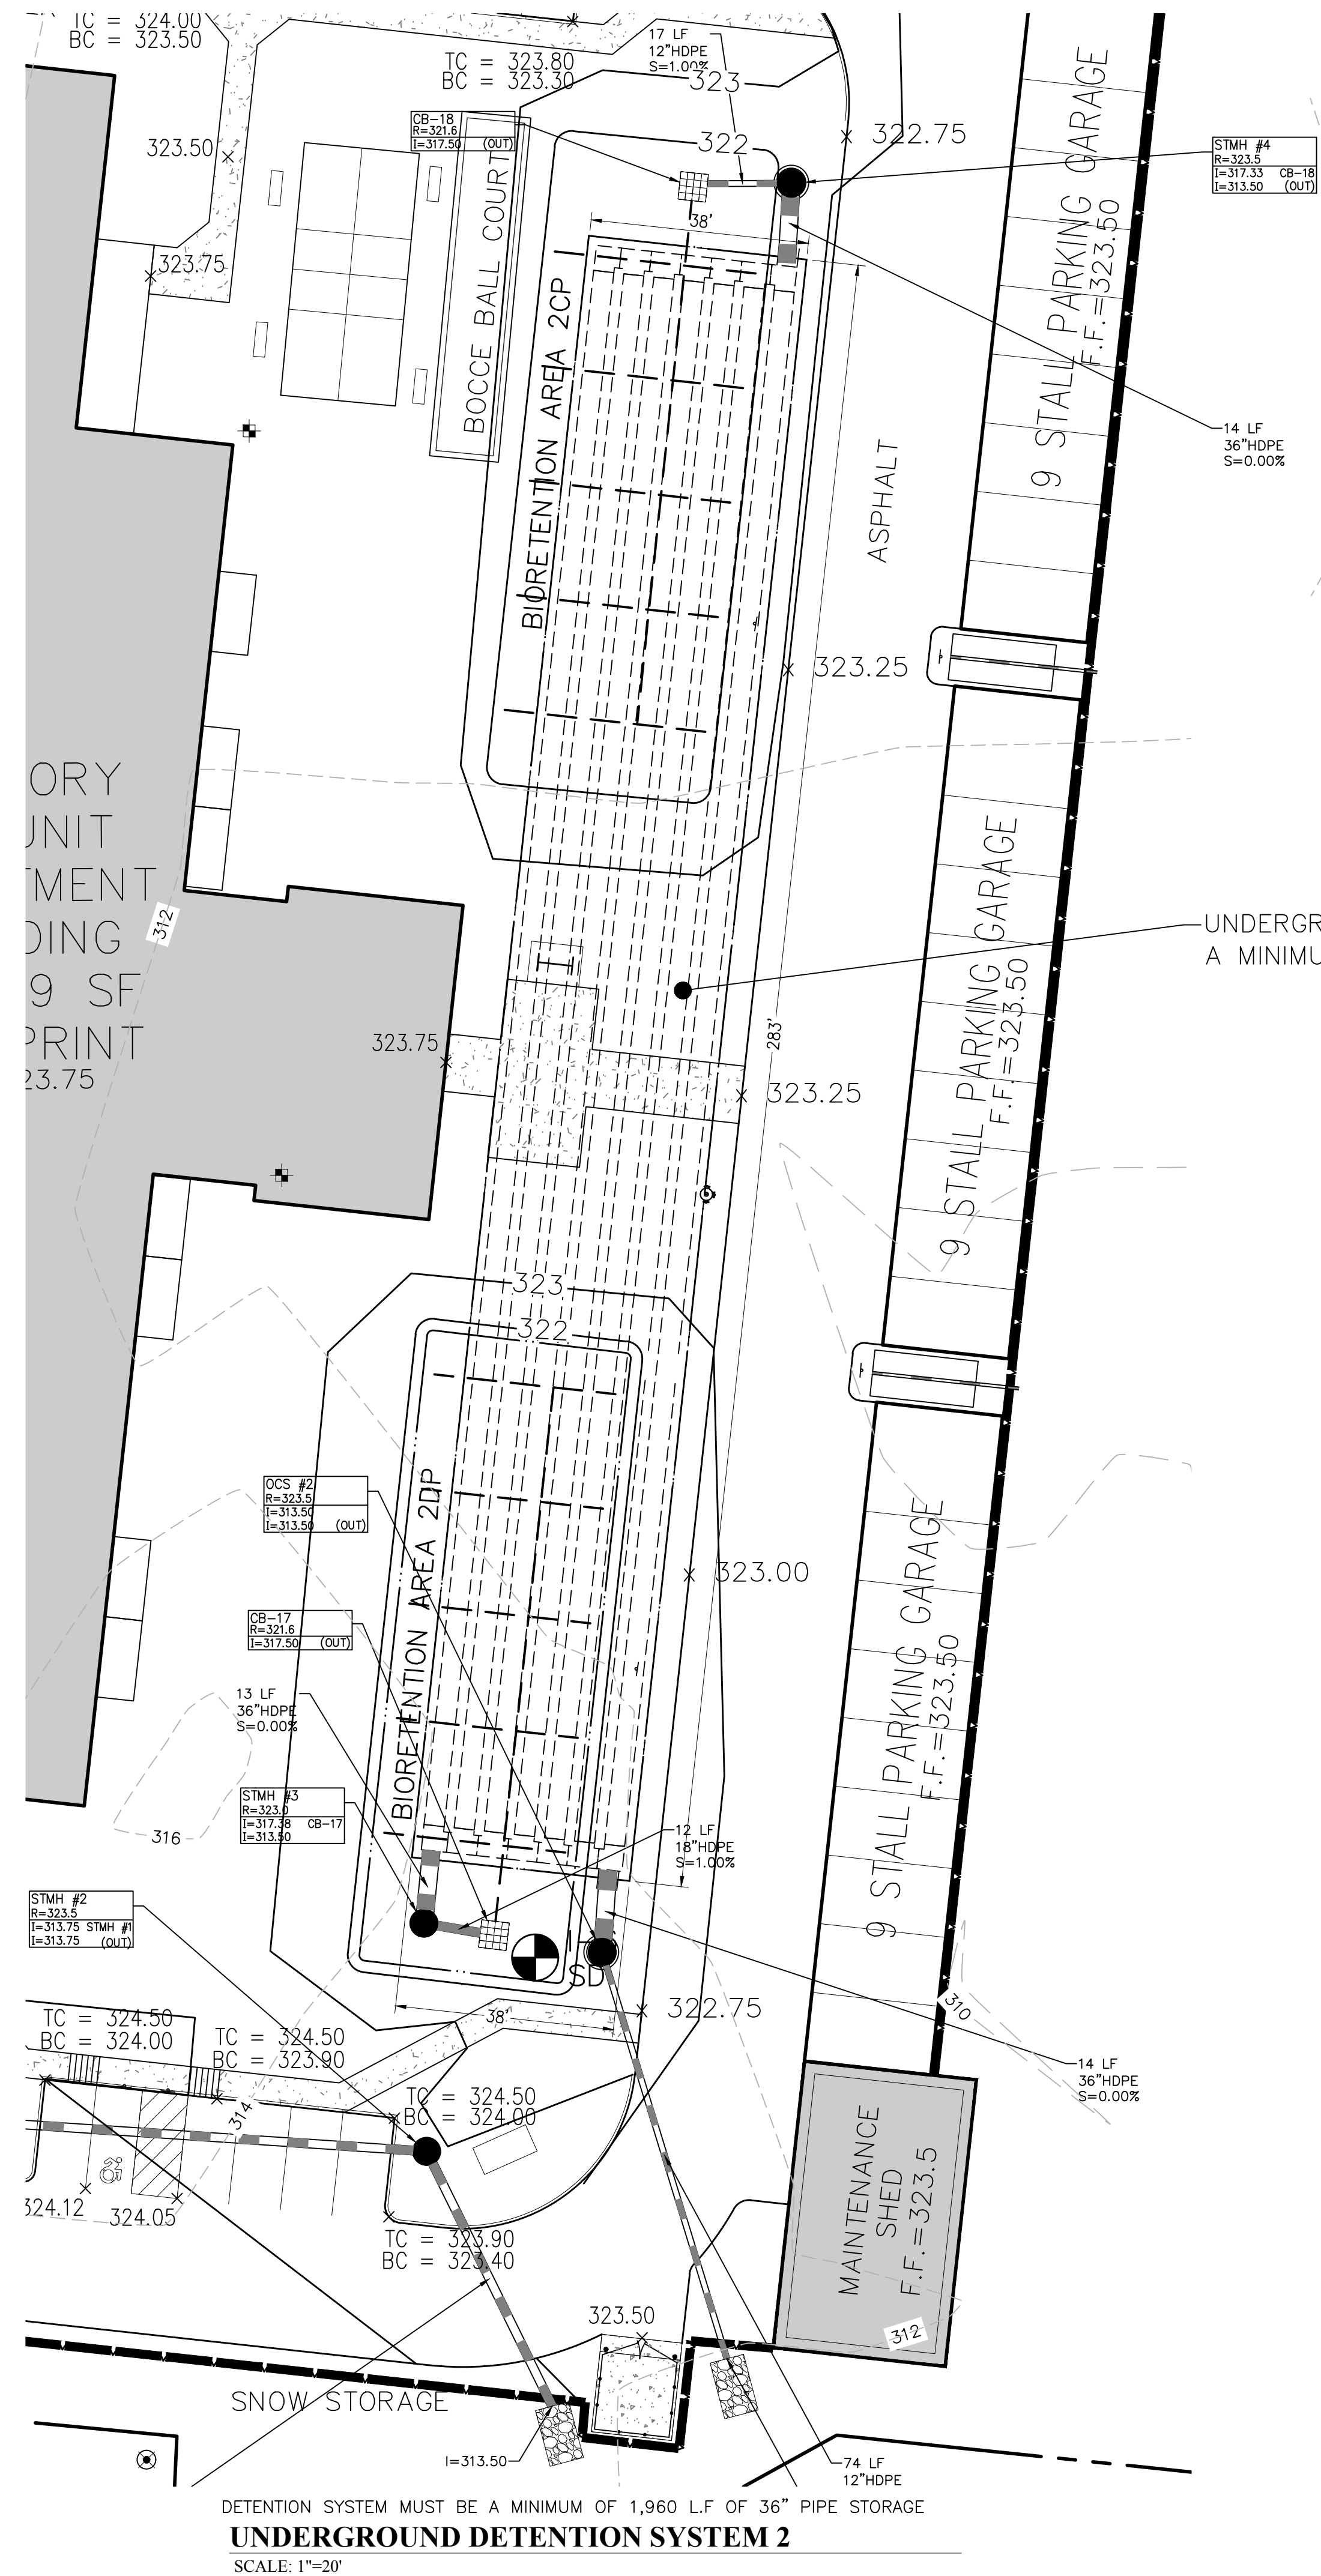 TC = 324.00
BC = 323.50
17 LF
12"HDPE
S=1.00%
TC = 323.80
BC = 323.30
323
CB-18
R=321.6
I=317.50 (OUT)
322
322.75
STMH #4
R=323.5
I=317.33 CB-18
I=313.50 (OUT)
323.50
38'
323.75
BOCCE BALL COURT
BIORETENTION AREA 2CP
9 STALL PARKING GARAGE
F.F.=323.50
14 LF
36"HDPE
S=0.00%
ASPHALT
323.25
ORY
UNIT
TMENT
DING
9 SF
PRINT
23.75
312
UNDERGR
A MINIMU
9 STALL PARKING GARAGE
F.F.=323.50
283'
323.75
323.25
323
322
OCS #2
R=323.5
I=313.50
I=313.50 (OUT)
BIORETENTION AREA 2DP
323.00
CB-17
R=321.6
I=317.50 (OUT)
9 STALL PARKING GARAGE
F.F.=323.50
13 LF
36"HDPE
S=0.00%
STMH #3
R=323.0
I=317.38 CB-17
I=313.50
316
12 LF
18"HDPE
S=1.00%
STMH #2
R=323.5
I=313.75 STMH #1
I=313.75 (OUT)
SD
38'
322.75
310
TC = 324.50
BC = 324.00
TC = 324.50
BC = 323.90
14 LF
36"HDPE
S=0.00%
TC = 324.50
BC = 324.00
314
324.12
324.05
MAINTENANCE
SHED
F.F.=323.5
TC = 323.90
BC = 323.40
323.50
312
SNOW STORAGE
I=313.50
74 LF
12"HDPE
DETENTION SYSTEM MUST BE A MINIMUM OF 1,960 L.F OF 36" PIPE STORAGE
UNDERGROUND DETENTION SYSTEM 2
SCALE: 1"=20'